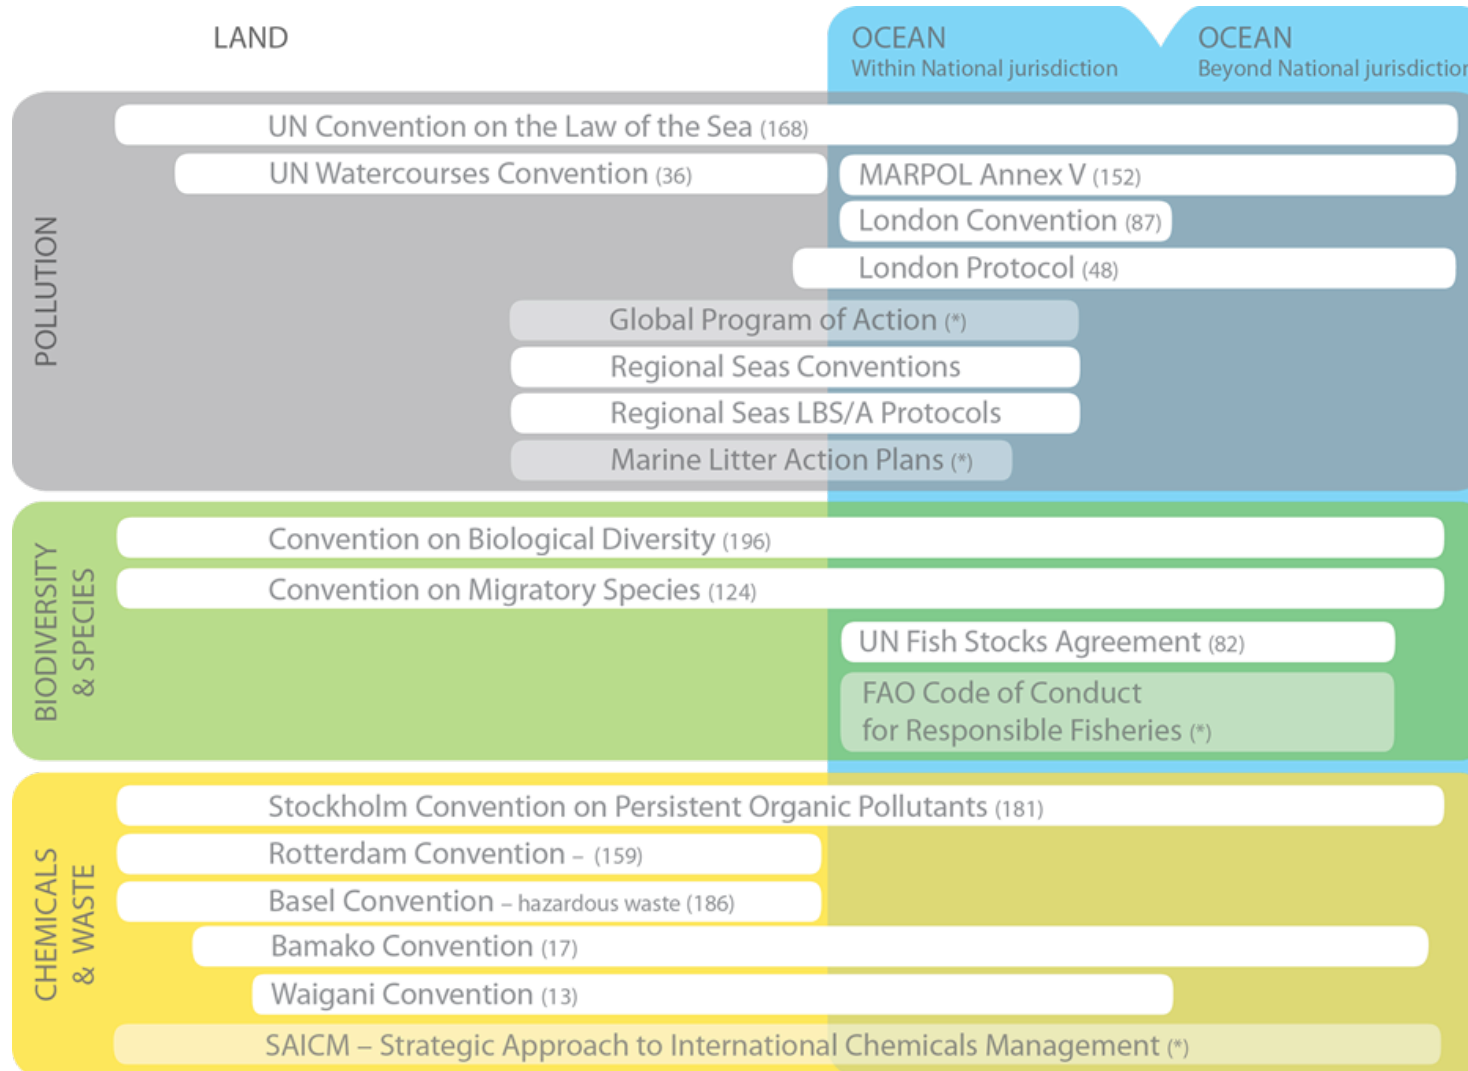 LAND
OCEAN
Within National jurisdiction
OCEAN
Beyond National jurisdiction
POLLUTION
UN Convention on the Law of the Sea (168)
UN Watercourses Convention (36)
MARPOL Annex V (152)
London Convention (87)
London Protocol (48)
Global Program of Action (*)
Regional Seas Conventions
Regional Seas LBS/A Protocols
Marine Litter Action Plans (*)
BIODIVERSITY
& SPECIES
Convention on Biological Diversity (196)
Convention on Migratory Species (124)
UN Fish Stocks Agreement (82)
FAO Code of Conduct
for Responsible Fisheries (*)
CHEMICALS
& WASTE
Stockholm Convention on Persistent Organic Pollutants (181)
Rotterdam Convention – (159)
Basel Convention – hazardous waste (186)
Bamako Convention (17)
Waigani Convention (13)
SAICM – Strategic Approach to International Chemicals Management (*)